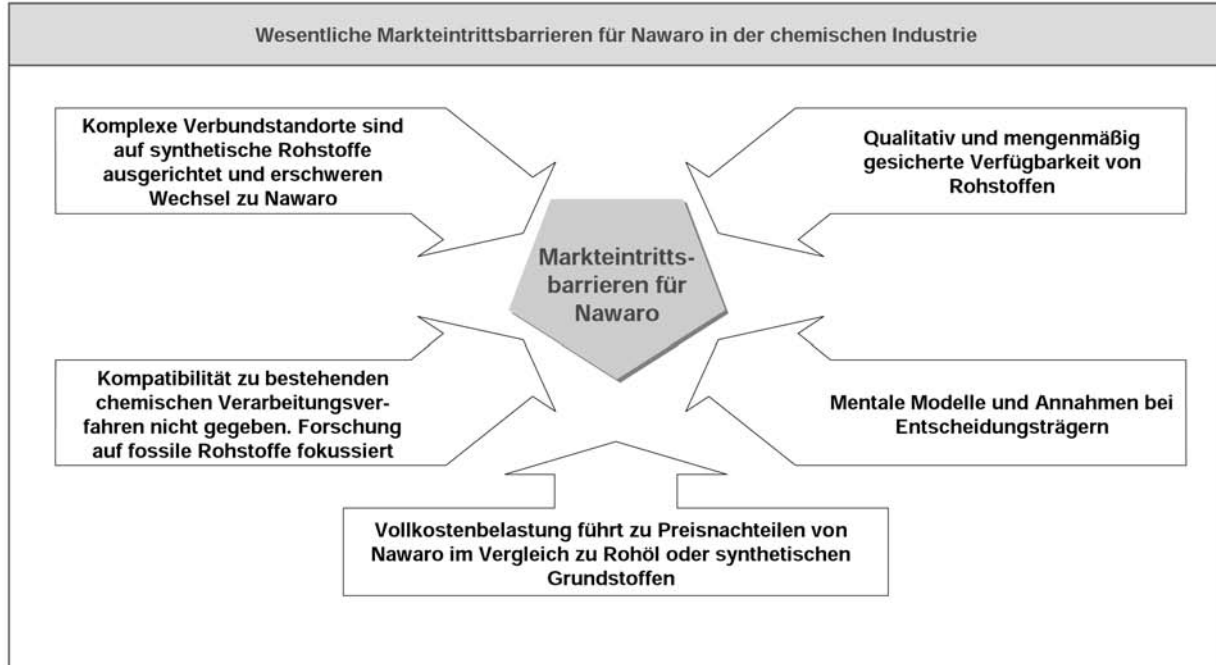 Wesentliche Markteintrittsbarrieren für Nawaro in der chemischen Industrie
Komplexe Verbundstandorte sind
auf synthetische Rohstoffe
ausgerichtet und erschweren
Wechsel zu Nawaro
Qualitativ und mengenmäßig
gesicherte Verfügbarkeit von
Rohstoffen
Markteintritts-
barrieren für
Nawaro
Kompatibilität zu bestehenden
chemischen Verarbeitungsver-
fahren nicht gegeben. Forschung
auf fossile Rohstoffe fokussiert
Mentale Modelle und Annahmen bei
Entscheidungsträgern
Vollkostenbelastung führt zu Preisnachteilen von
Nawaro im Vergleich zu Rohöl oder synthetischen
Grundstoffen